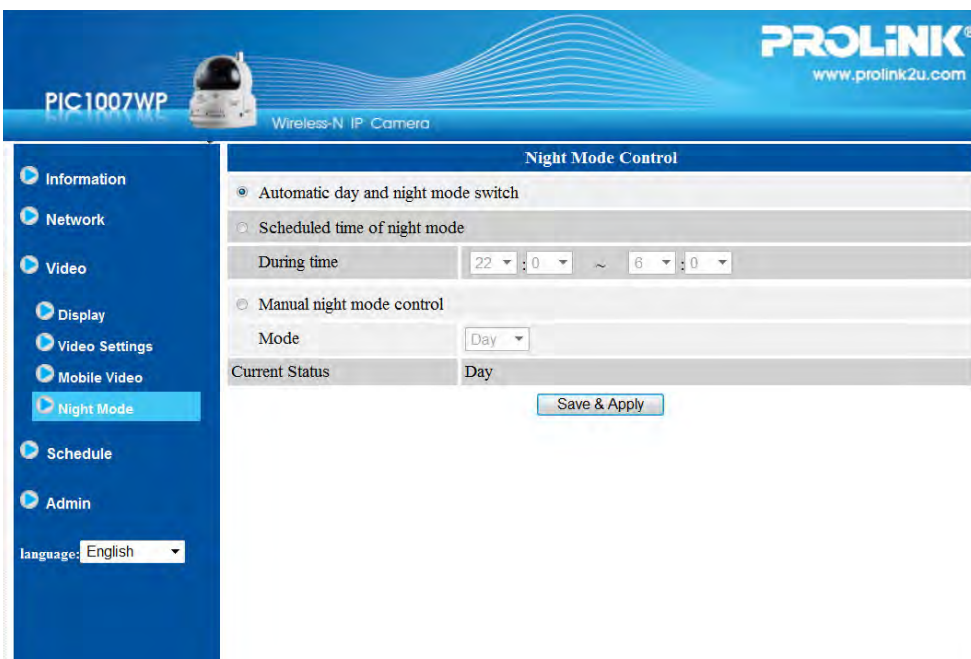 PROLiNK®
www.prolink2u.com
PIC1007WP
Wireless-N IP Camera
Information
Network
Video
Display
Video Settings
Mobile Video
Night Mode
Schedule
Admin
language: English
Night Mode Control
Automatic day and night mode switch
Scheduled time of night mode
During time 22 : 0 ~ 6 : 0
Manual night mode control
Mode Day
Current Status Day
Save & Apply